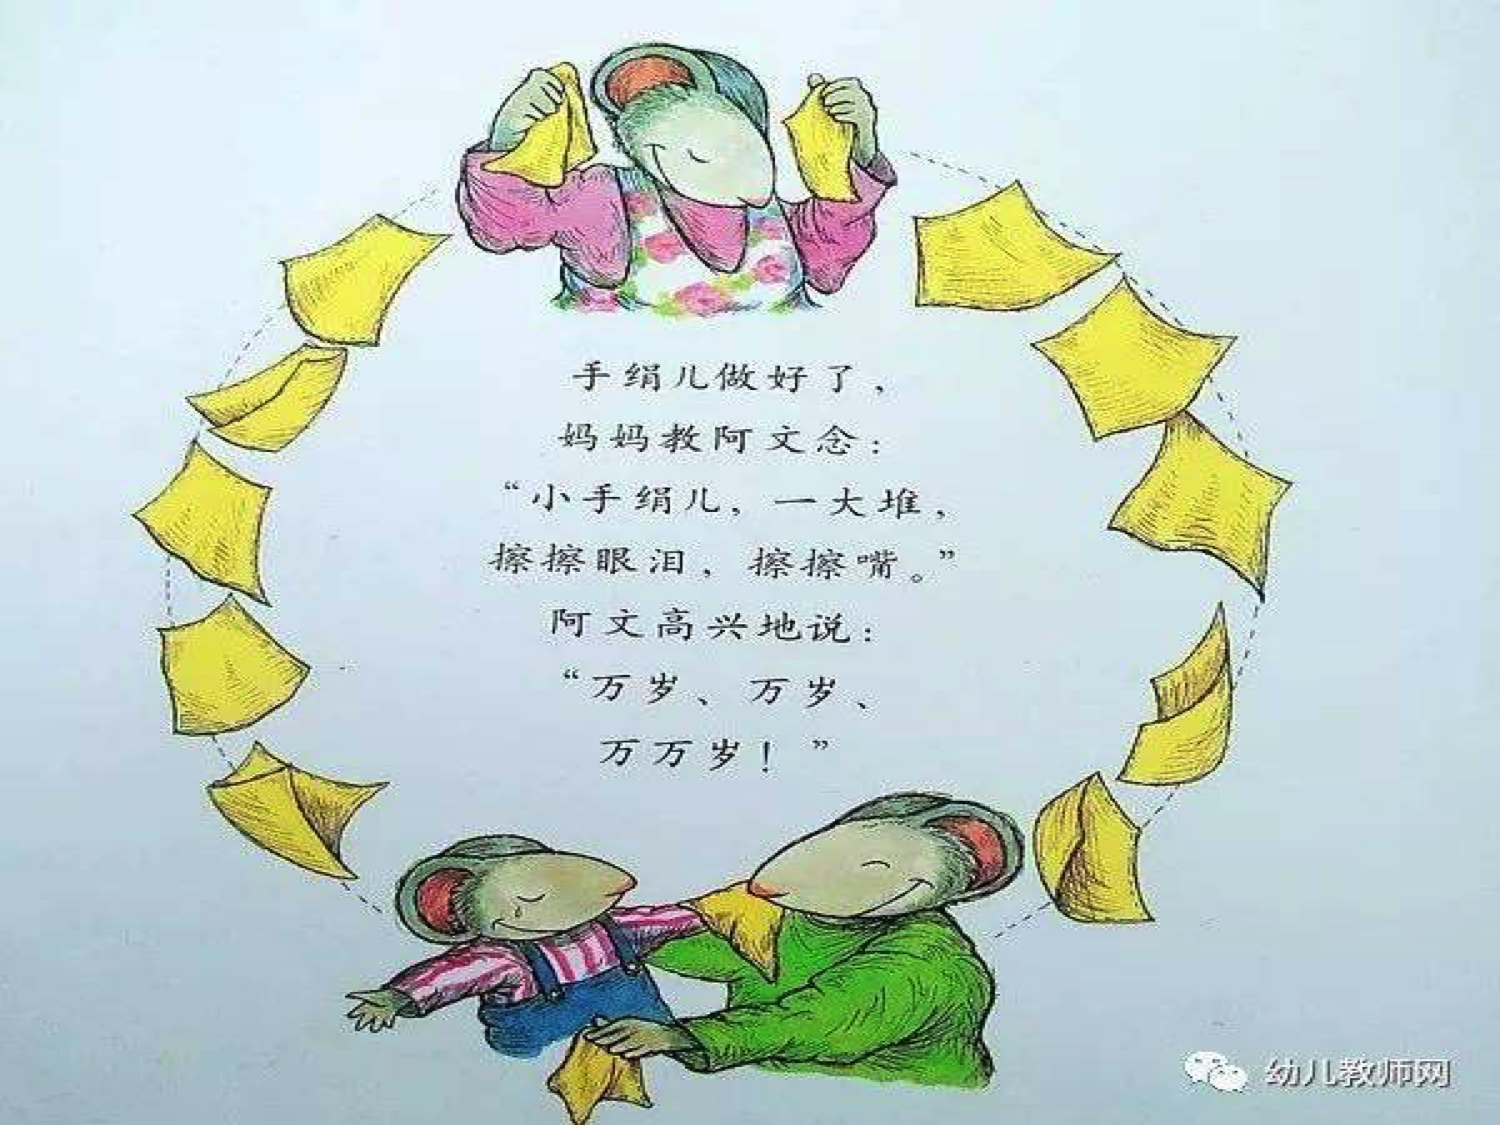 手绢儿做好了，
妈妈教阿文念：
“小手绢儿，一大堆，
擦擦眼泪，擦擦嘴。”
阿文高兴地说：
“万岁、万岁、
万万岁！”
幼儿教师网